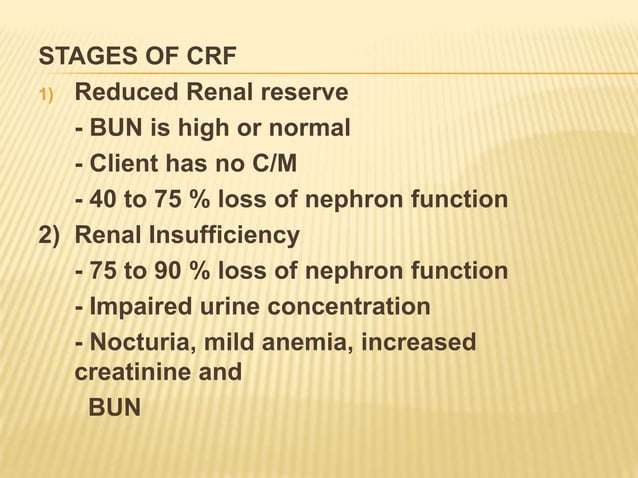 STAGES OF CRF
1) Reduced Renal reserve
- BUN is high or normal
- Client has no C/M
- 40 to 75 % loss of nephron function
2) Renal Insufficiency
- 75 to 90 % loss of nephron function
- Impaired urine concentration
- Nocturia, mild anemia, increased
creatinine and
BUN